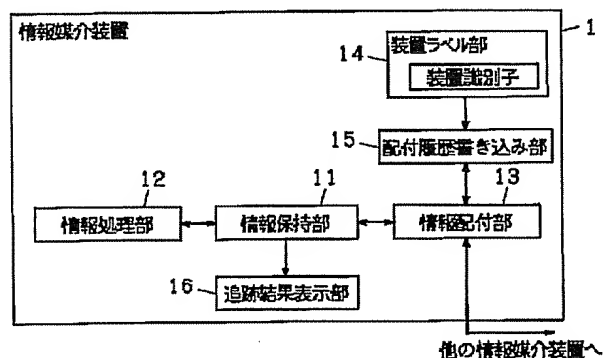 情報媒介装置
1
14
装置ラベル部
装置識別子
15
配付履歴書き込み部
12
11
13
情報処理部
情報保持部
情報配付部
16
追跡結果表示部
他の情報媒介装置へ